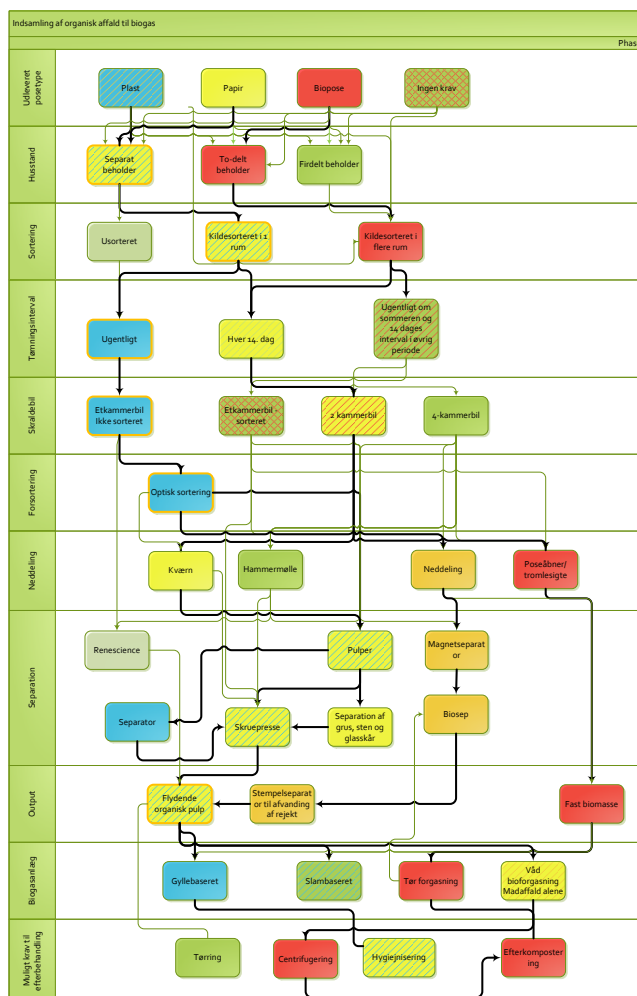 Indsamling af organisk affald til biogas
Phas
Udleveret
posetype
Plast
Papir
Biopose
Ingen krav
Husstand
Separat
beholder
To-delt
beholder
Firdelt beholder
Sortering
Usorteret
Kildesorteret i 1
rum
Kildesorteret i
flere rum
Tømningsinterval
Ugentligt
Hver 14. dag
Ugentligt om
sommeren og
14 dages
interval i øvrig
periode
Skraldebil
Etkammerbil
Ikke sorteret
Etkammerbil -
sorteret
2 kammerbil
4-kammerbil
Forsortering
Optisk sortering
Neddeling
Kværn
Hammermølle
Neddeling
Poseåbner/
tromlesigte
Separation
Renescience
Pulper
Magnetseparat
or
Separator
Skruepresse
Separation af
grus, sten og
glasskår
Biosep
Output
Flydende
organisk pulp
Stempelseparat
or til afvanding
af rejekt
Fast biomasse
Biogasanlæg
Gyllebaseret
Slambaseret
Tør forgasning
Våd
bioforgasning
Madaffald alene
Muligt krav til
efterbehandling
Tørring
Centrifugering
Hygiejnisering
Efterkomposter
ing